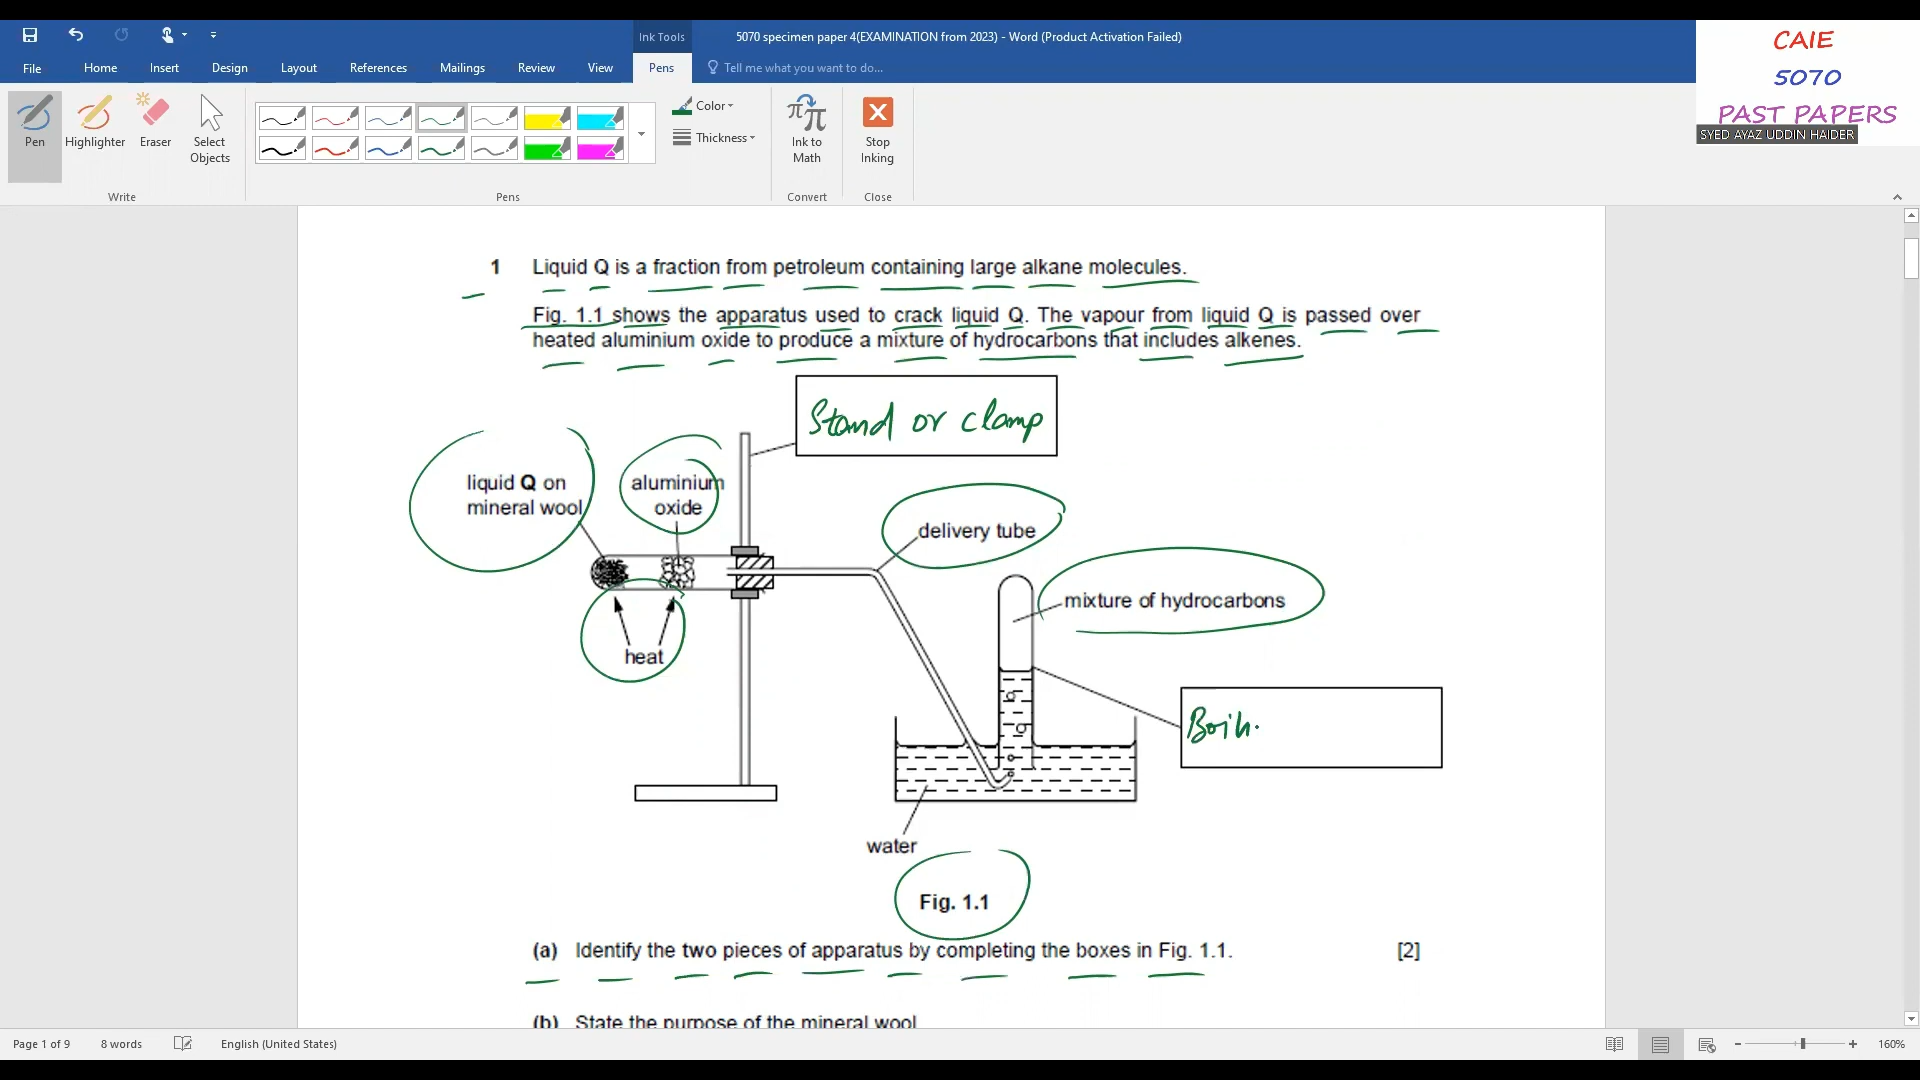 Ink Tools
5070 specimen paper 4(EXAMINATION from 2023) - Word (Product Activation Failed)
File Home Insert Design Layout References Mailings Review View Pens Tell me what you want to do...
CAIE
5070
PAST PAPERS
SYED AYAZ UDDIN HAIDER
Pen
Highlighter
Eraser
Select Objects
Color
Thickness
Ink to Math
Stop Inking
Write
Pens
Convert
Close
1 Liquid Q is a fraction from petroleum containing large alkane molecules.
Fig. 1.1 shows the apparatus used to crack liquid Q. The vapour from liquid Q is passed over
heated aluminium oxide to produce a mixture of hydrocarbons that includes alkenes.
Stand or clamp
liquid Q on
mineral wool
aluminium
oxide
delivery tube
mixture of hydrocarbons
heat
water
Fig. 1.1
(a) Identify the two pieces of apparatus by completing the boxes in Fig. 1.1. [2]
(b) State the purpose of the mineral wool
Page 1 of 9 8 words English (United States) 160%